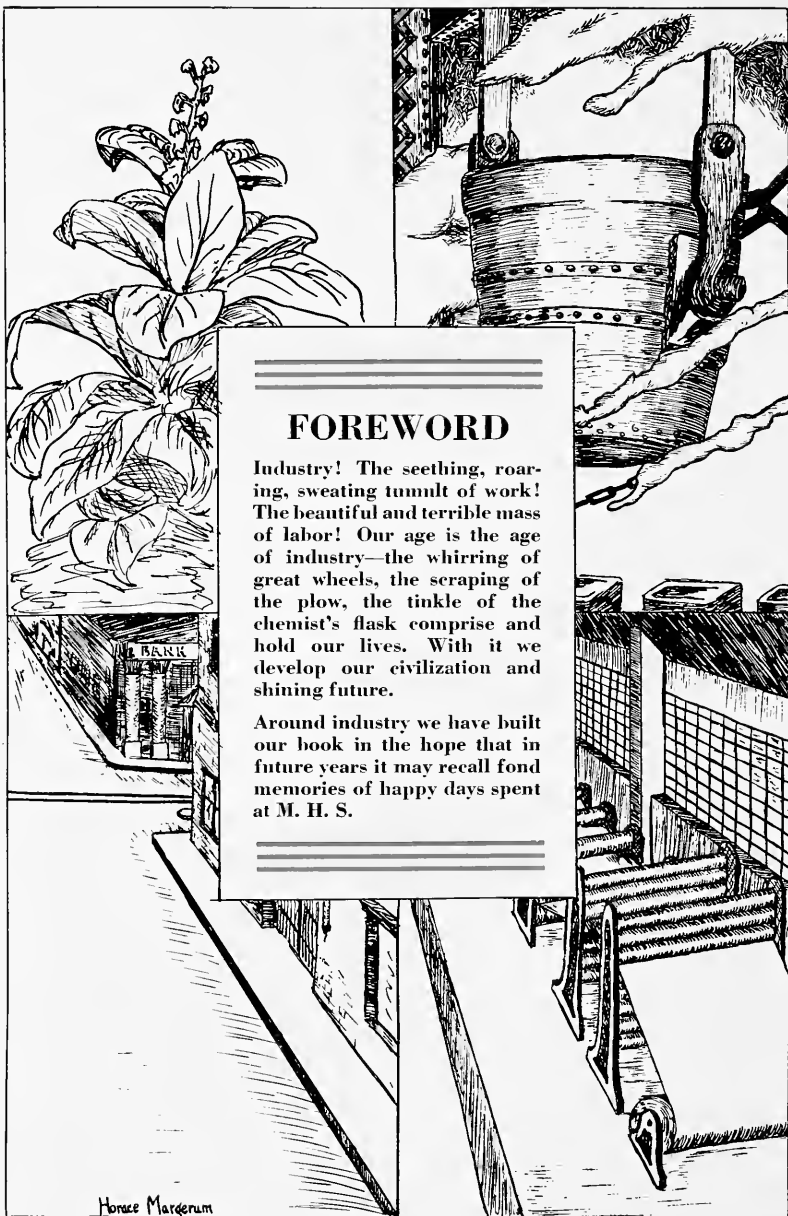 BANK
FOREWORD
Industry! The seething, roar-
ing, sweating tumult of work!
The beautiful and terrible mass
of labor! Our age is the age
of industry—the whirring of
great wheels, the scraping of
the plow, the tinkle of the
chemist's flask comprise and
hold our lives. With it we
develop our civilization and
shining future.
Around industry we have built
our book in the hope that in
future years it may recall fond
memories of happy days spent
at M. H. S.
Horace Margerum